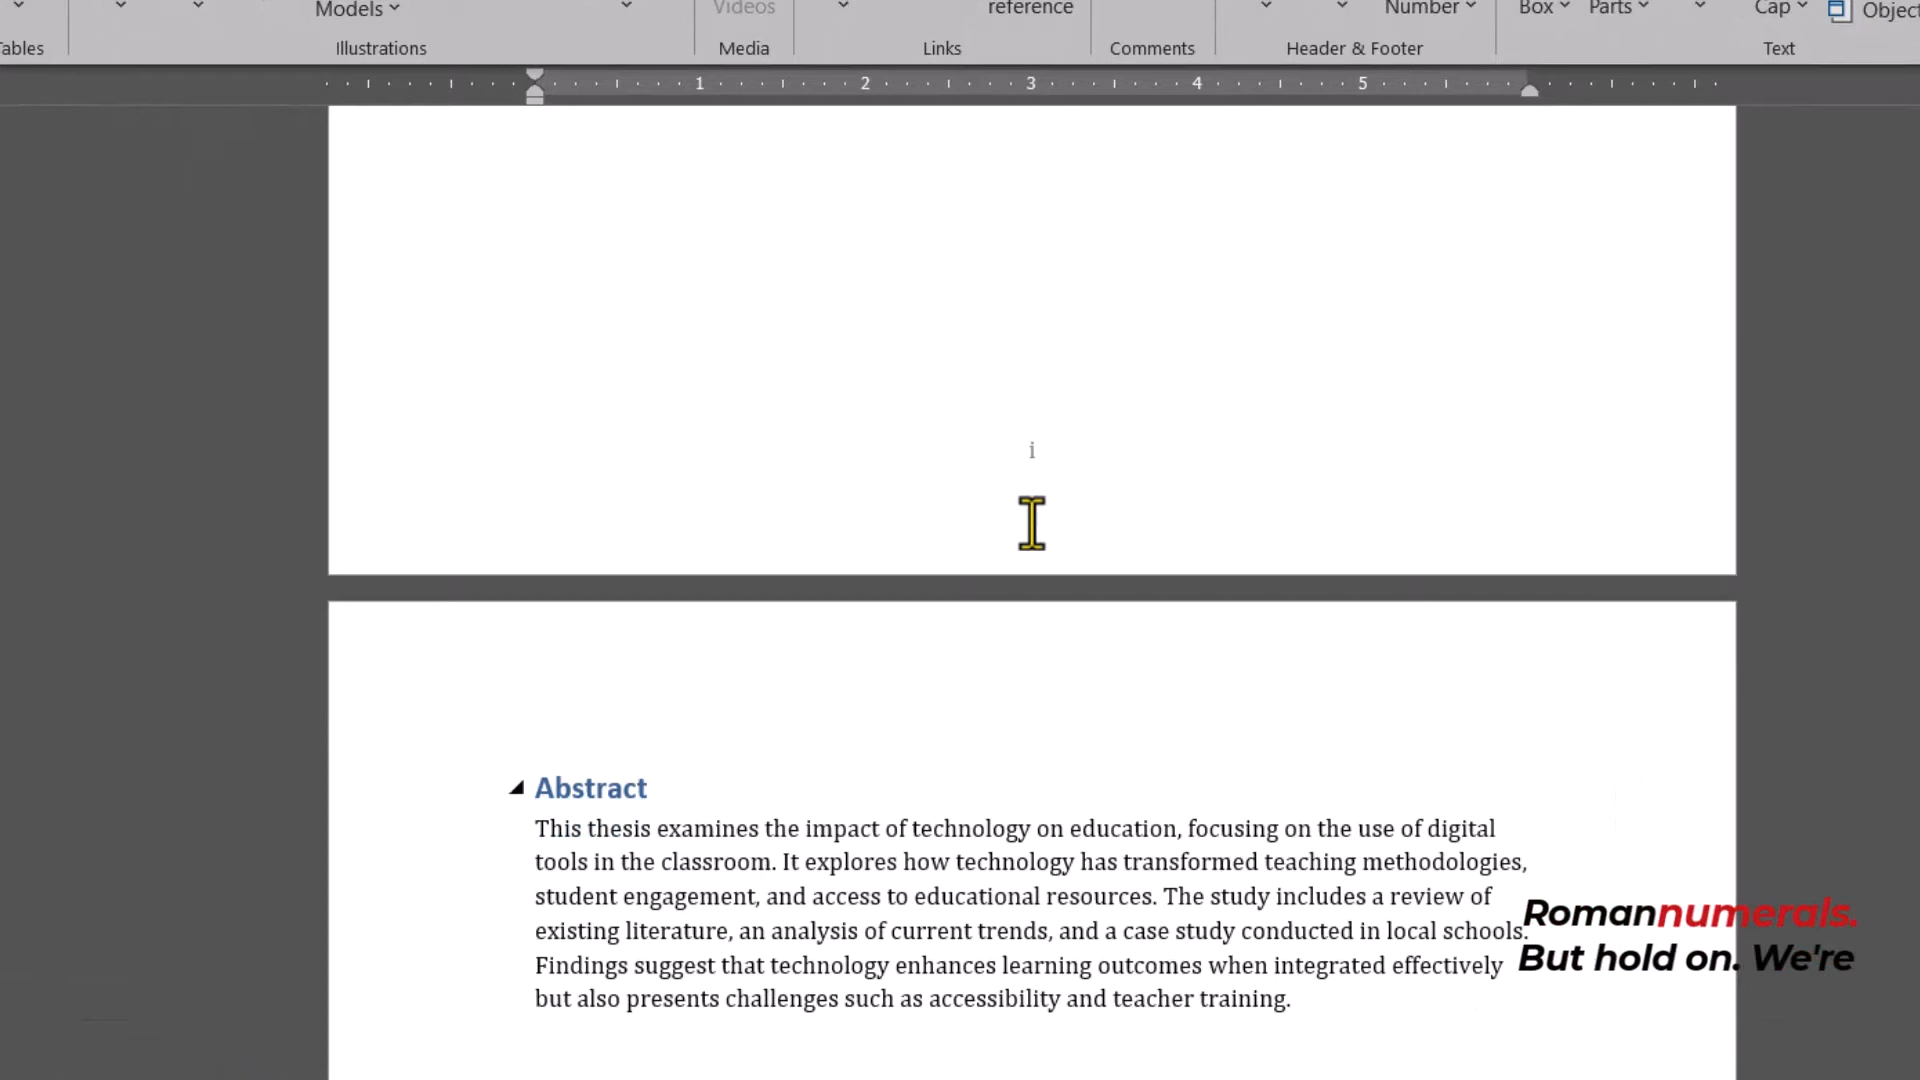 Models
Videos
reference
Number
Box
Parts
Cap
Object
Tables
Illustrations
Media
Links
Comments
Header & Footer
Text
1 2 3 4 5
i
Abstract
This thesis examines the impact of technology on education, focusing on the use of digital
tools in the classroom. It explores how technology has transformed teaching methodologies,
student engagement, and access to educational resources. The study includes a review of
existing literature, an analysis of current trends, and a case study conducted in local schools.
Findings suggest that technology enhances learning outcomes when integrated effectively
but also presents challenges such as accessibility and teacher training.
Roman numerals.
But hold on. We're